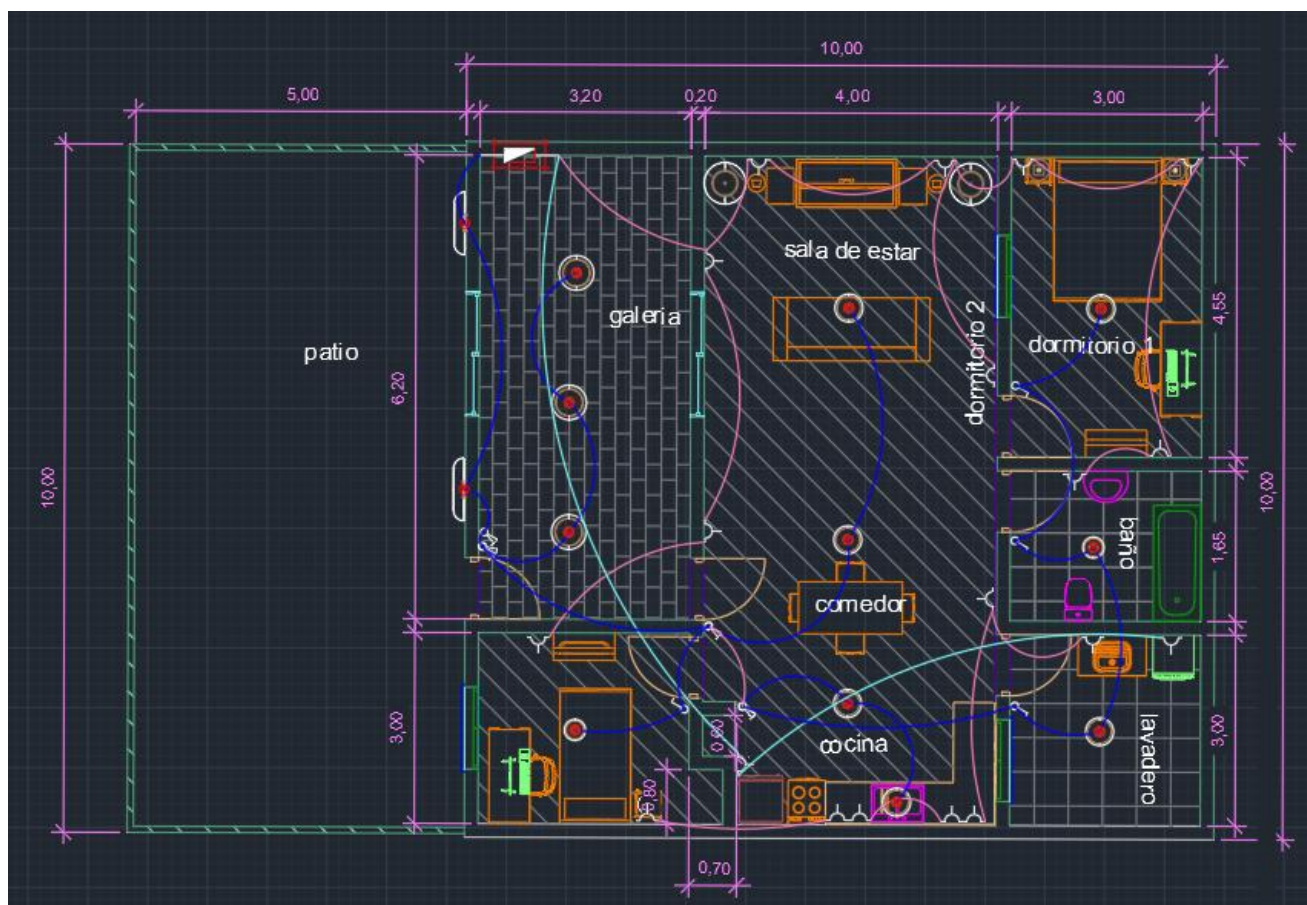 10,00
5,00
3,20
0,20
4,00
3,00
sala de estar
galeria
patio
dormitorio 2
dormitorio 1
4,55
6,20
10,00
10,00
baño
1,65
comedor
3,00
cocina
0,60
lavadero
3,00
0,80
0,70